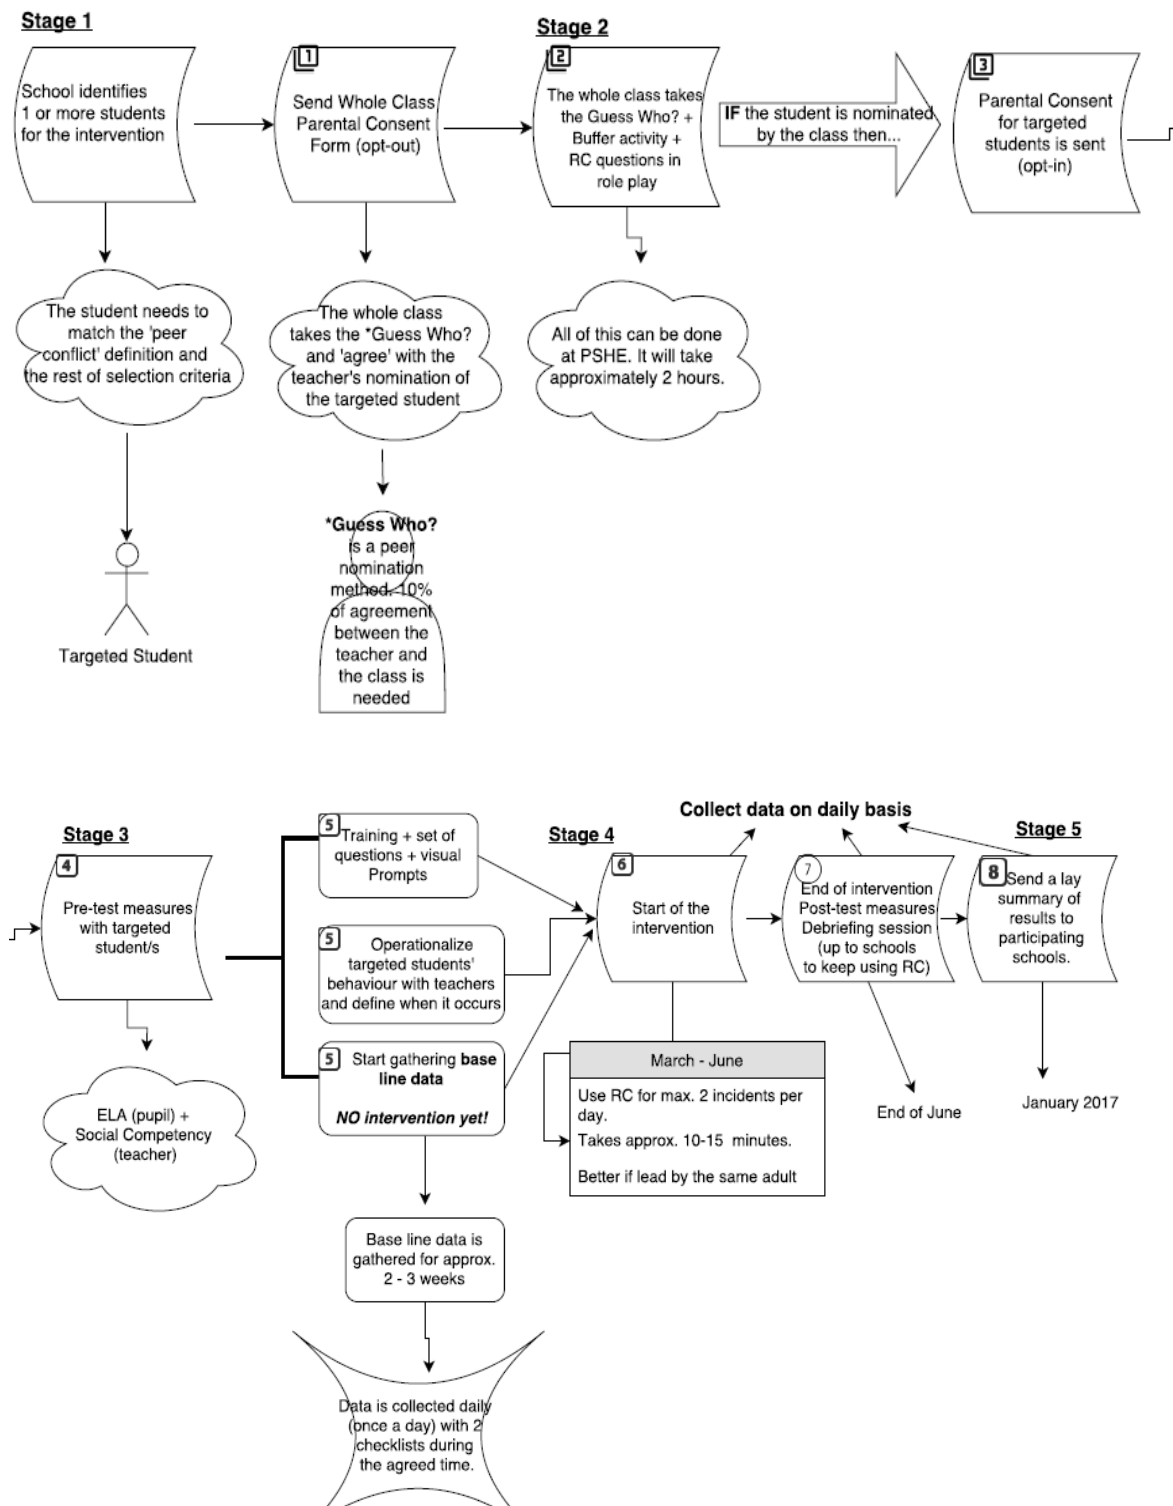 Stage 1
School identifies
1 or more students
for the intervention
1
Send Whole Class
Parental Consent
Form (opt-out)
Stage 2
2
The whole class takes
the Guess Who? +
Buffer activity +
RC questions in
role play
IF the student is nominated
by the class then...
3
Parental Consent
for targeted
students is sent
(opt-in)
The student needs to
match the 'peer
conflict' definition and
the rest of selection criteria
The whole class
takes the *Guess Who?
and 'agree' with the
teacher's nomination of
the targeted student
All of this can be done
at PSHE. It will take
approximately 2 hours.
Targeted Student
*Guess Who?
is a peer
nomination
method. 10%
of agreement
between the
teacher and
the class is
needed
Stage 3
4
Pre-test measures
with targeted
student/s
ELA (pupil) +
Social Competency
(teacher)
5
Training + set of
questions + visual
Prompts
5
Operationalize
targeted students'
behaviour with teachers
and define when it occurs
5
Start gathering base
line data
NO intervention yet!
Base line data is
gathered for approx.
2 - 3 weeks
Data is collected daily
(once a day) with 2
checklists during
the agreed time.
Collect data on daily basis
Stage 4
6
Start of the
intervention
March - June
Use RC for max. 2 incidents per
day.
Takes approx. 10-15 minutes.
Better if lead by the same adult
7
End of intervention
Post-test measures
Debriefing session
(up to schools
to keep using RC)
End of June
Stage 5
8
Send a lay
summary of
results to
participating
schools.
January 2017